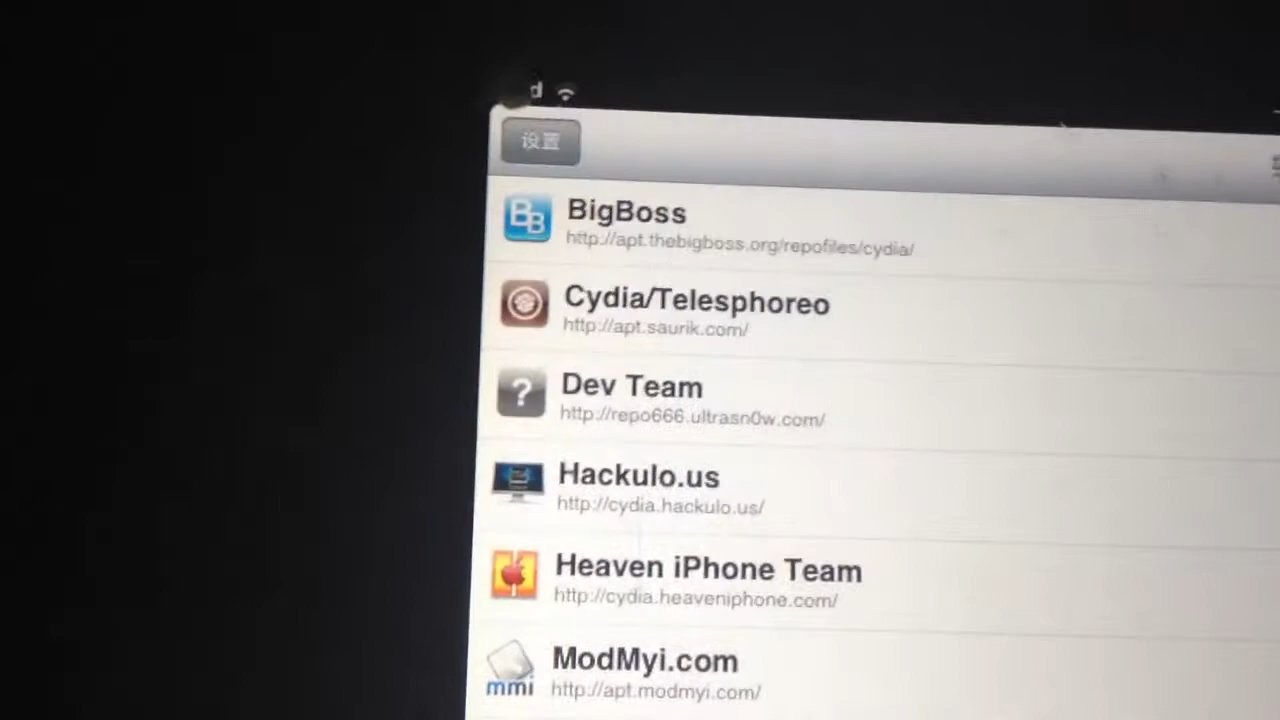 d
设置
BigBoss
http://apt.thebigboss.org/repofiles/cydia/
Cydia/Telesphoreo
http://apt.saurik.com/
?
Dev Team
http://repo666.ultrasn0w.com/
Hackulo.us
http://cydia.hackulo.us/
Heaven iPhone Team
http://cydia.heaveniphone.com/
mmi
ModMyi.com
http://apt.modmyi.com/
BB